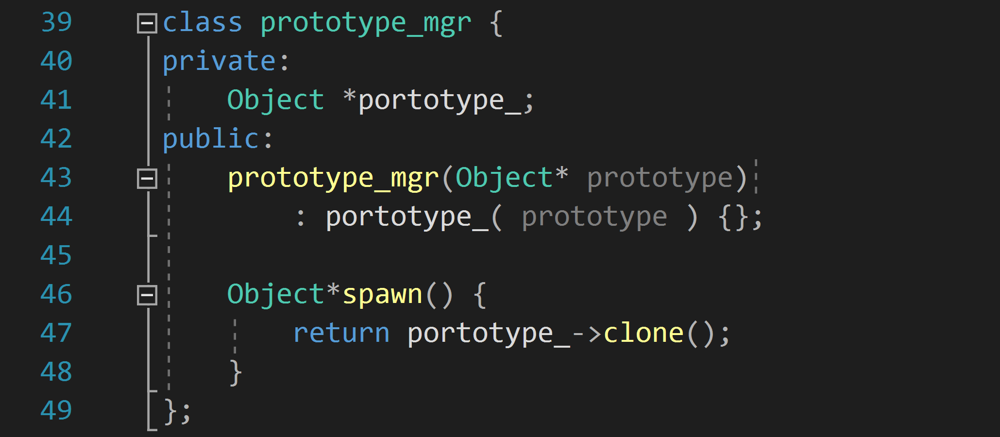 39 class prototype_mgr {
40 private:
41 Object *portotype_;
42 public:
43 prototype_mgr(Object* prototype)
44 : portotype_( prototype ) {};
45
46 Object*spawn() {
47 return portotype_->clone();
48 }
49 };